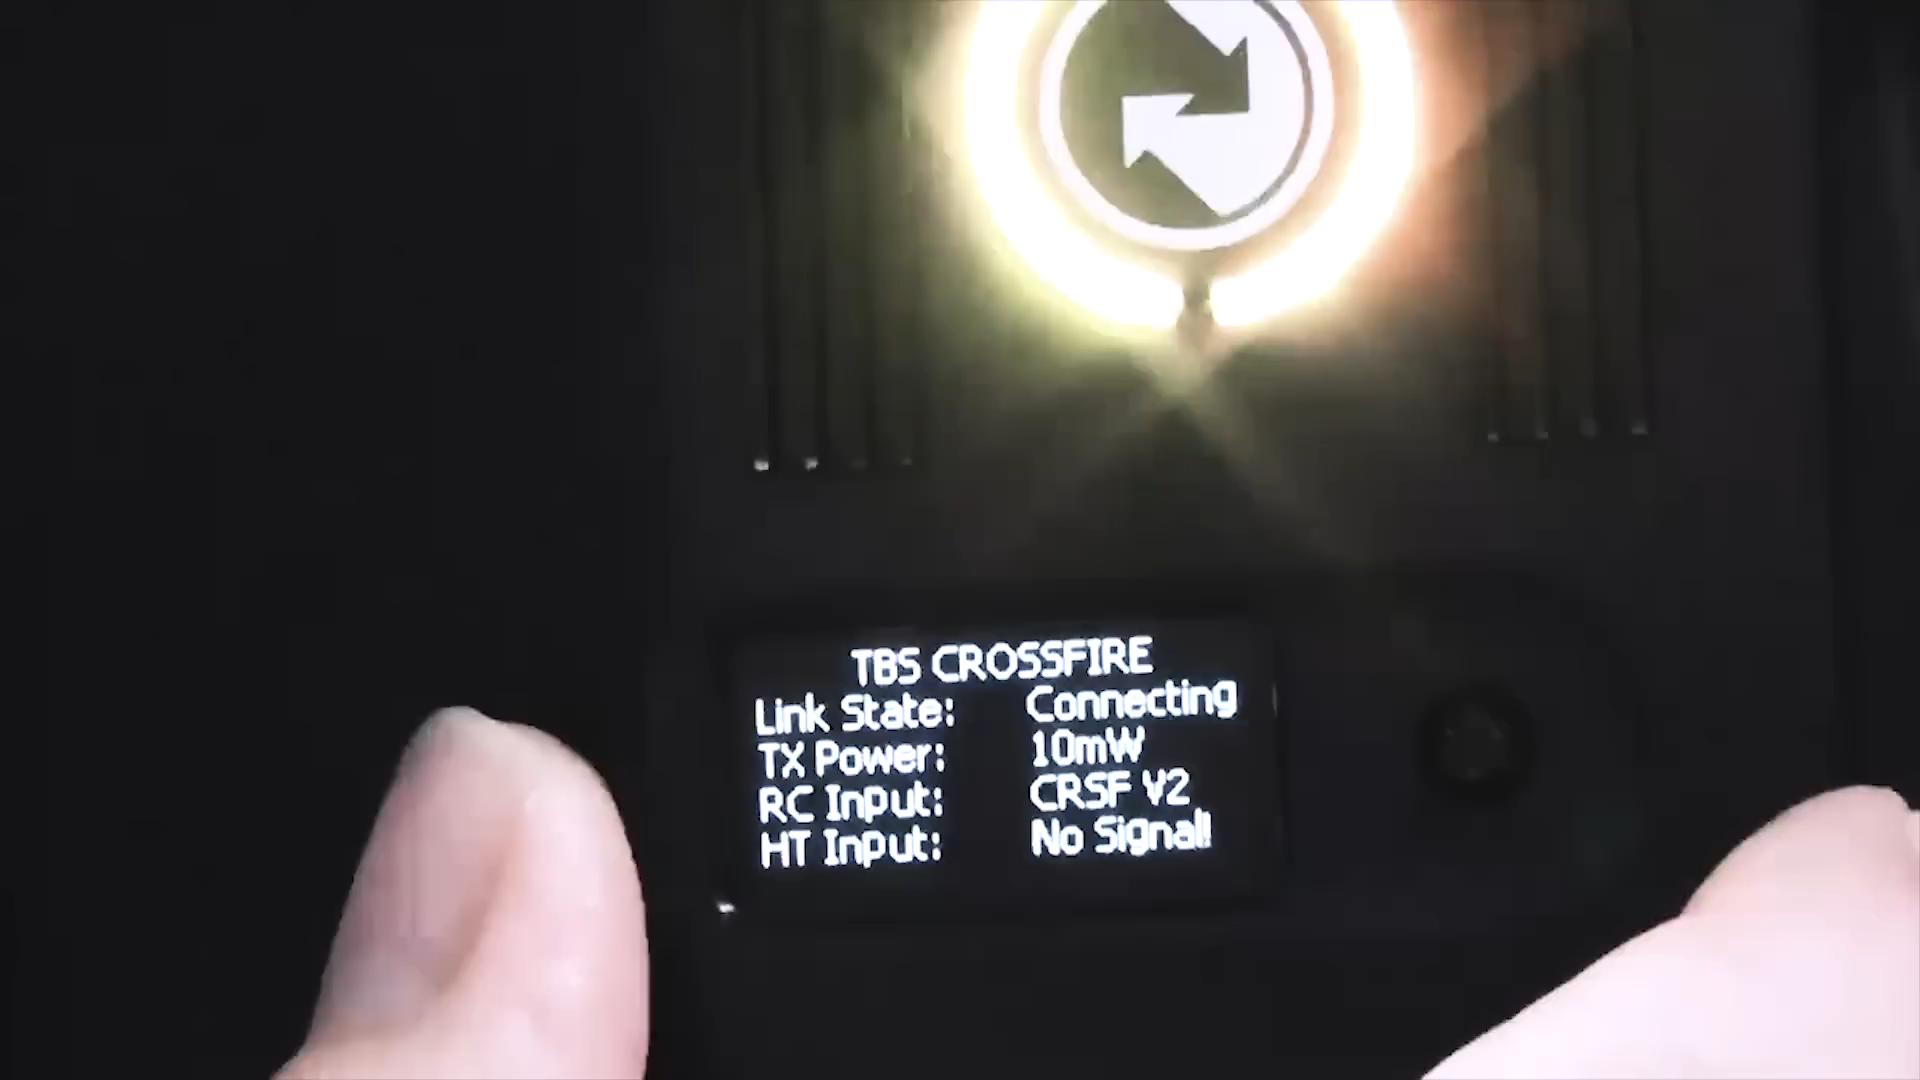 TBS CROSSFIRE
Link State: Connecting
TX Power: 10mW
RC Input: CRSF V2
HT Input: No Signal!